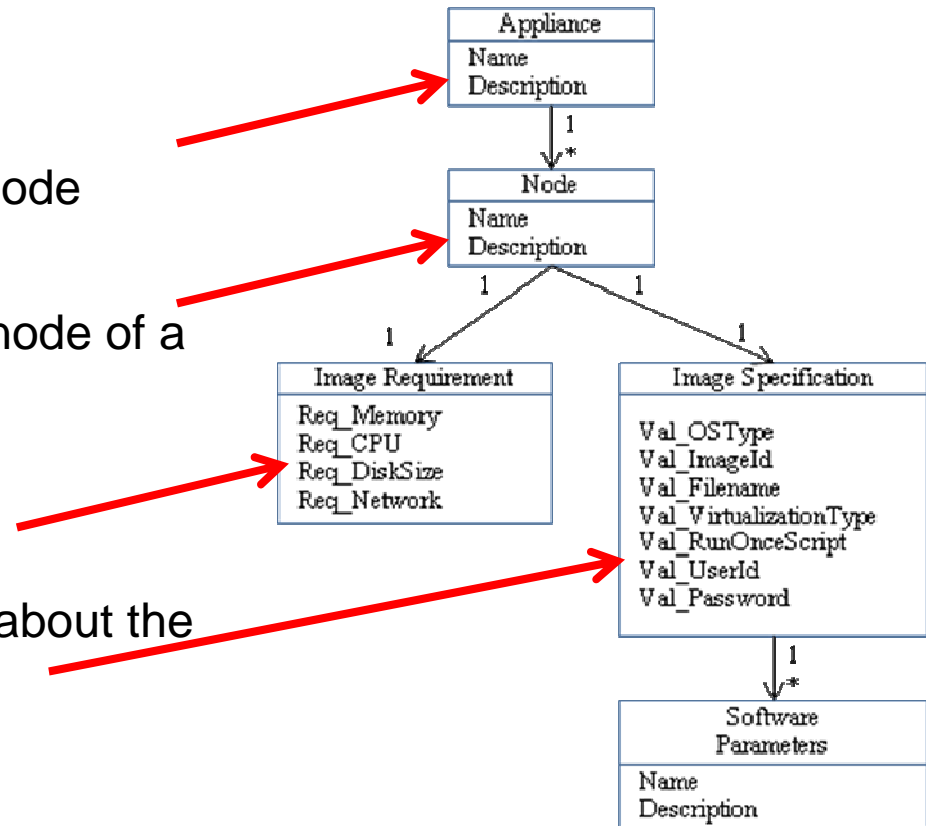 Appliance
Name
Description
1
*
ode
Node
Name
Description
1
1
node of a
1
1
Image Requirement
Req_Memory
Req_CPU
Req_DiskSize
Req_Network
Image Specification
Val_OSType
Val_ImageId
Val_Filename
Val_VirtualizationType
Val_RunOnceScript
Val_UserId
Val_Password
about the
1
*
Software
Parameters
Name
Description